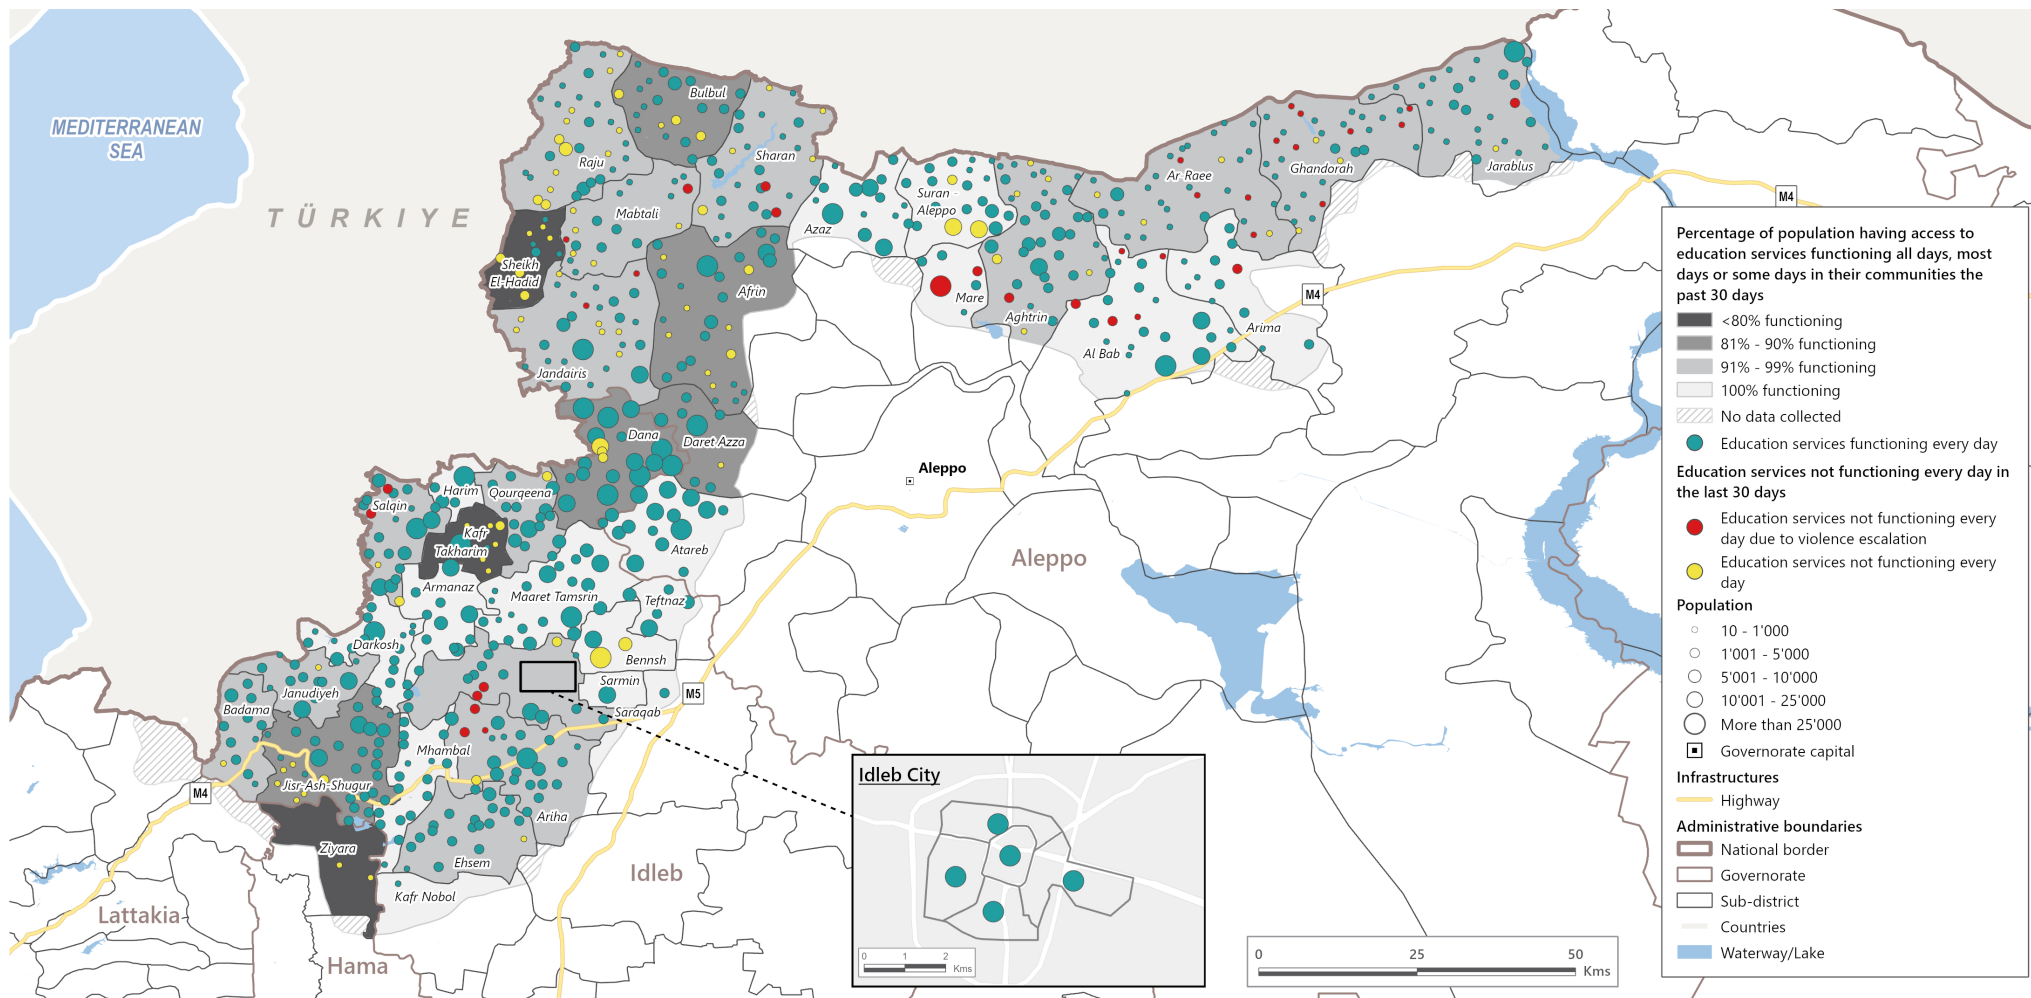 MEDITERRANEAN
SEA
TÜRKIYE
Bulbul
Raju
Sharan
Mabtali
Sheikh
El-Hadid
Afrin
Jandairis
Azaz
Suran -
Aleppo
Mare
Aghtrin
Ar Raee
Ghandorah
Jarablus
Al Bab
Arima
M4
M4
Dana
Daret Azza
Aleppo
Harim
Qourqeena
Salqin
Kafr
Takharim
Atareb
Armanaz
Maaret Tamsrin
Teftnaz
Aleppo
Darkosh
Bennsh
Sarmin
Janudiyeh
Badama
Saraqab
M5
Mhambal
Jisr-Ash-Shugur
M4
Ariha
Ziyara
Ehsem
Kafr Nobol
Idleb
Lattakia
Hama
Idleb City
0 1 2
Kms
0 25 50
Kms
Percentage of population having access to
education services functioning all days, most
days or some days in their communities the
past 30 days
<80% functioning
81% - 90% functioning
91% - 99% functioning
100% functioning
No data collected
Education services functioning every day
Education services not functioning every day in
the last 30 days
Education services not functioning every
day due to violence escalation
Education services not functioning every
day
Population
10 - 1'000
1'001 - 5'000
5'001 - 10'000
10'001 - 25'000
More than 25'000
Governorate capital
Infrastructures
Highway
Administrative boundaries
National border
Governorate
Sub-district
Countries
Waterway/Lake